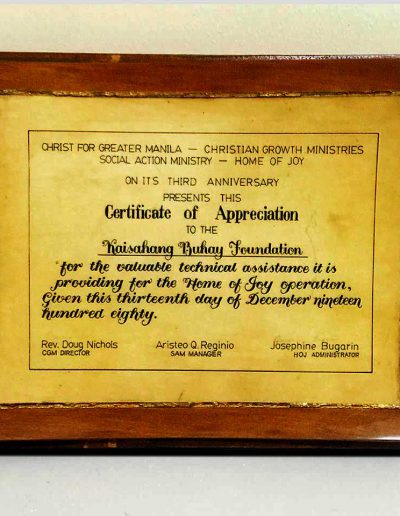 CHRIST FOR GREATER MANILA — CHRISTIAN GROWTH MINISTRIES
SOCIAL ACTION MINISTRY — HOME OF JOY
ON ITS THIRD ANNIVERSARY
PRESENTS THIS
Certificate of Appreciation
TO THE
Kaisahang Buhay Foundation
for the valuable technical assistance it is
providing for the Home of Joy operation,
Given this thirteenth day of December nineteen
hundred eighty.
Rev. Doug Nichols Aristeo Q. Reginio Josephine Bugarin
CGM DIRECTOR SAM MANAGER HOJ ADMINISTRATOR